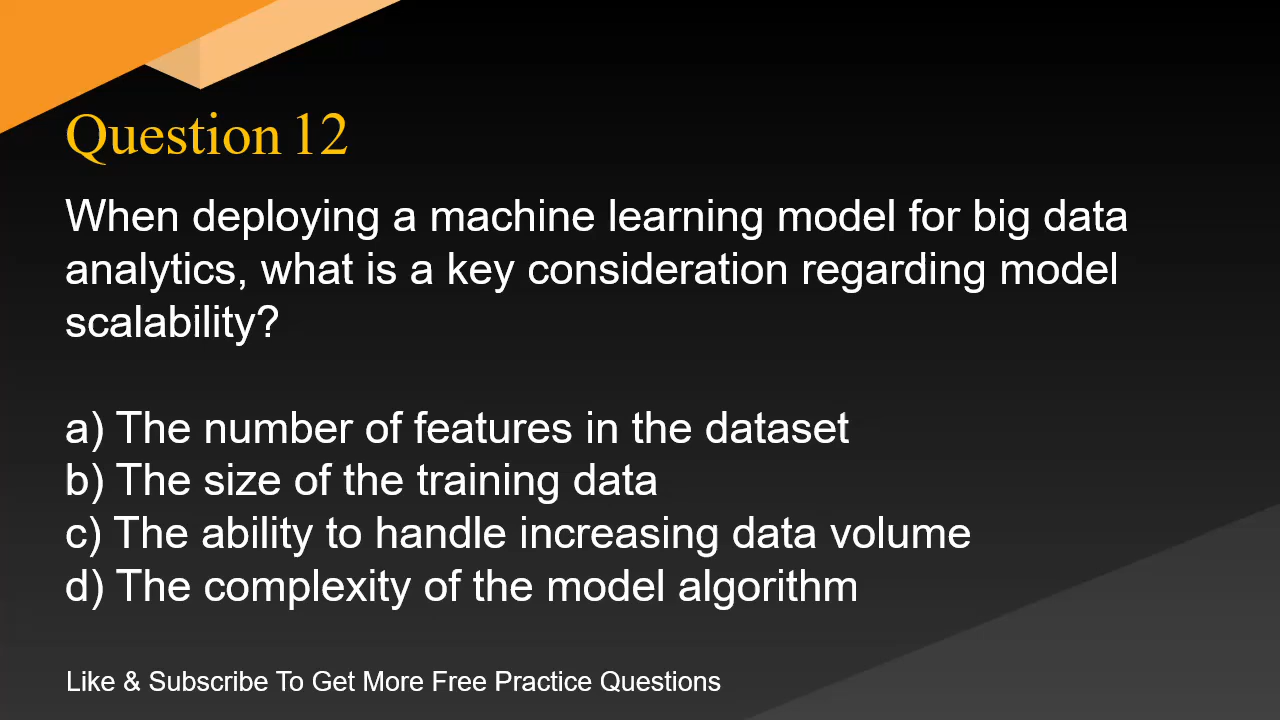 Question 12
When deploying a machine learning model for big data
analytics, what is a key consideration regarding model
scalability?
a) The number of features in the dataset
b) The size of the training data
c) The ability to handle increasing data volume
d) The complexity of the model algorithm
Like & Subscribe To Get More Free Practice Questions